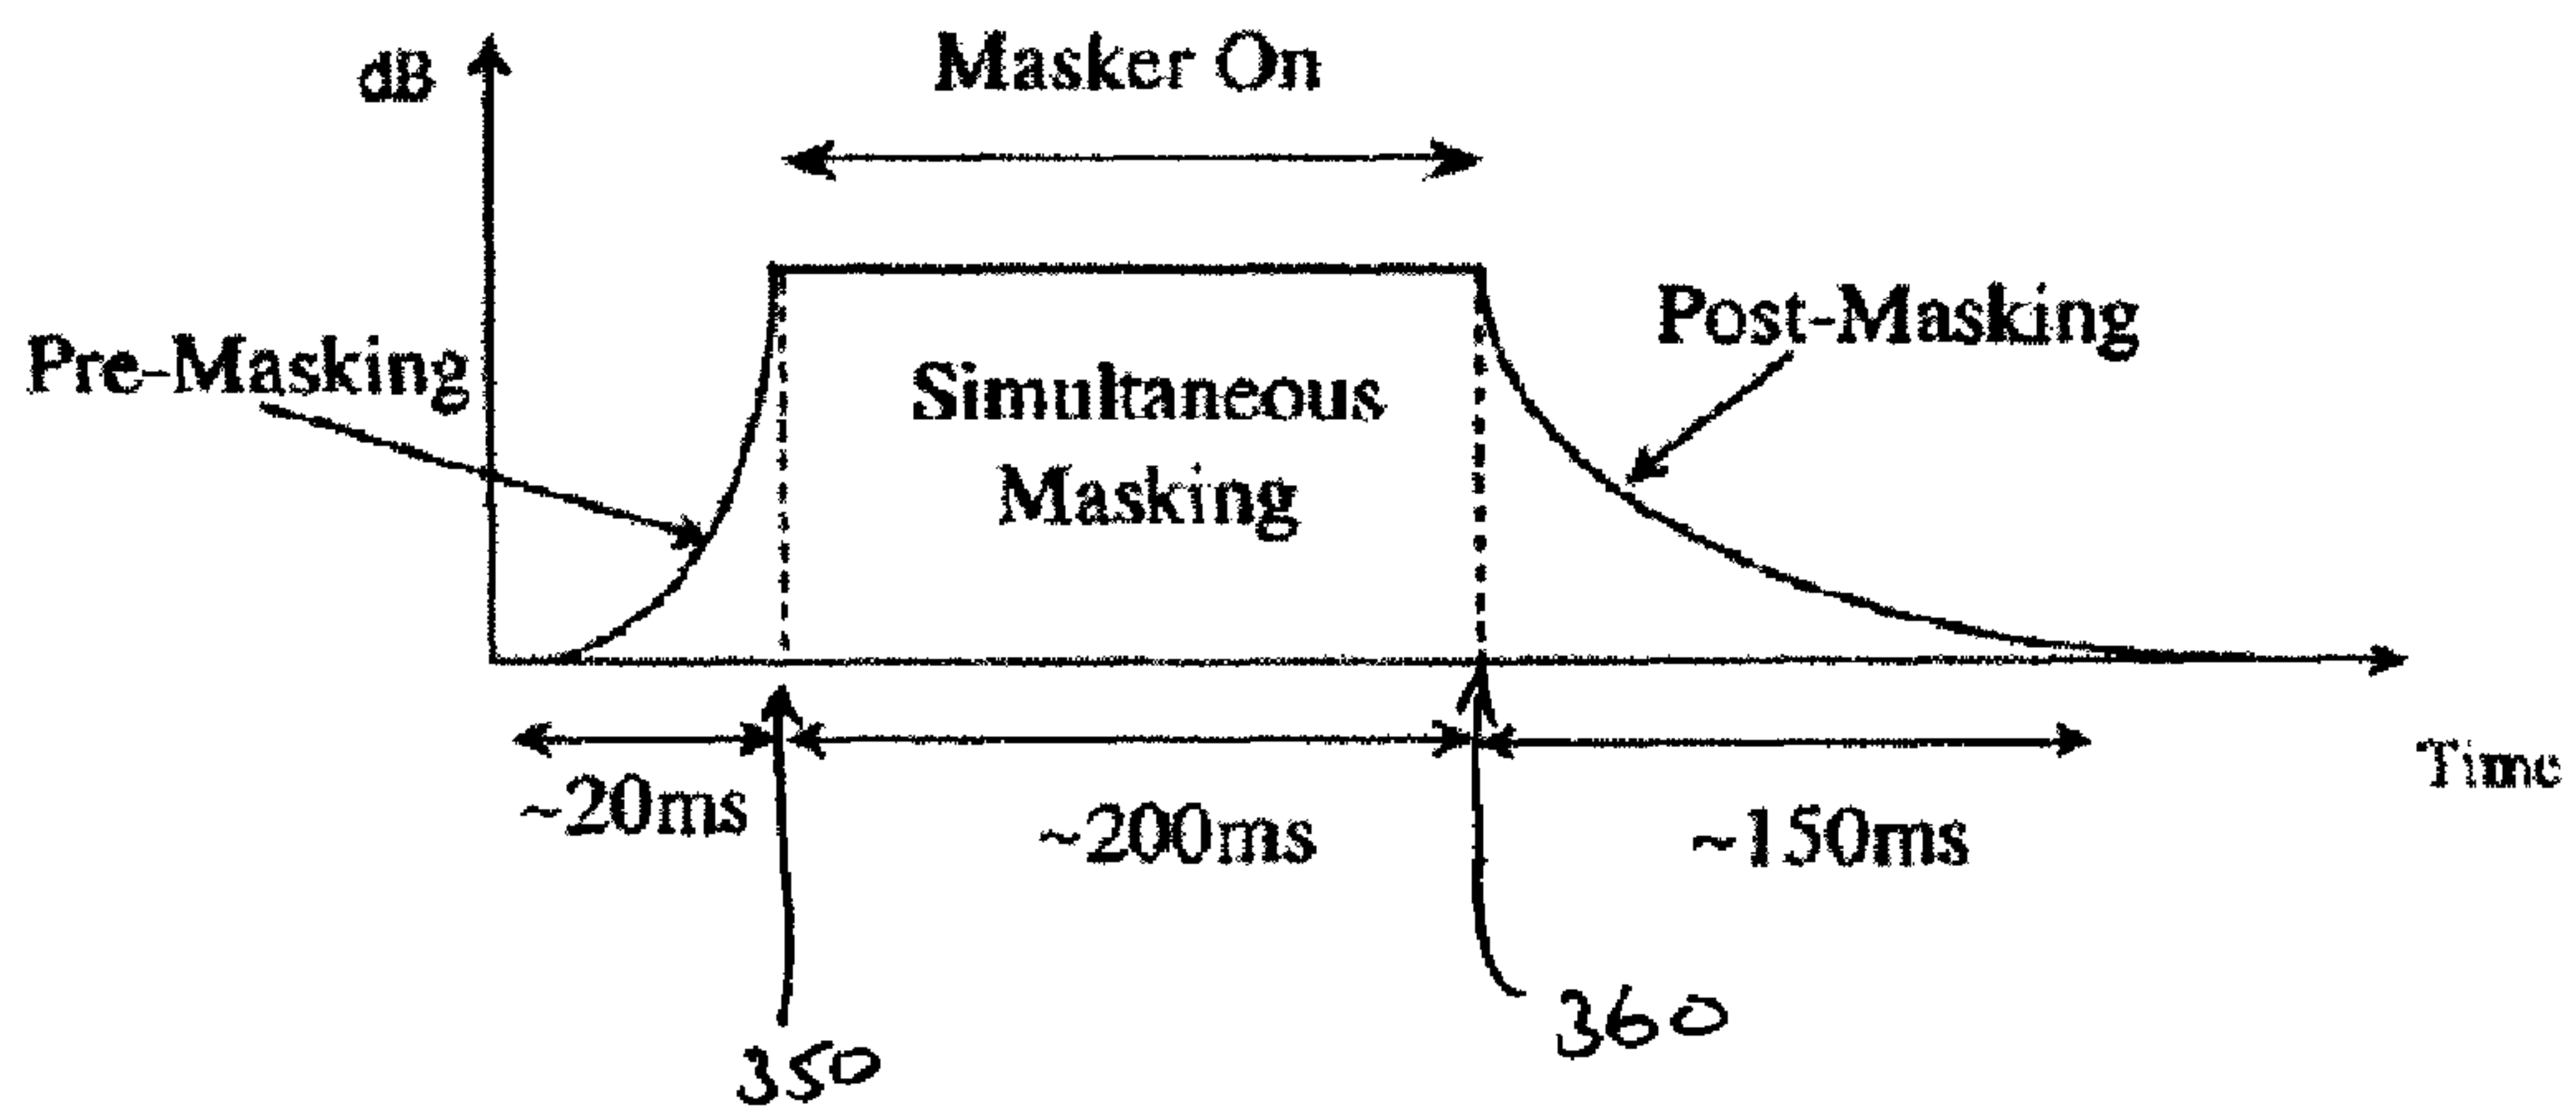 dB
Masker On
Pre-Masking
Simultaneous
Masking
Post-Masking
~20ms
~200ms
~150ms
Time
350
360